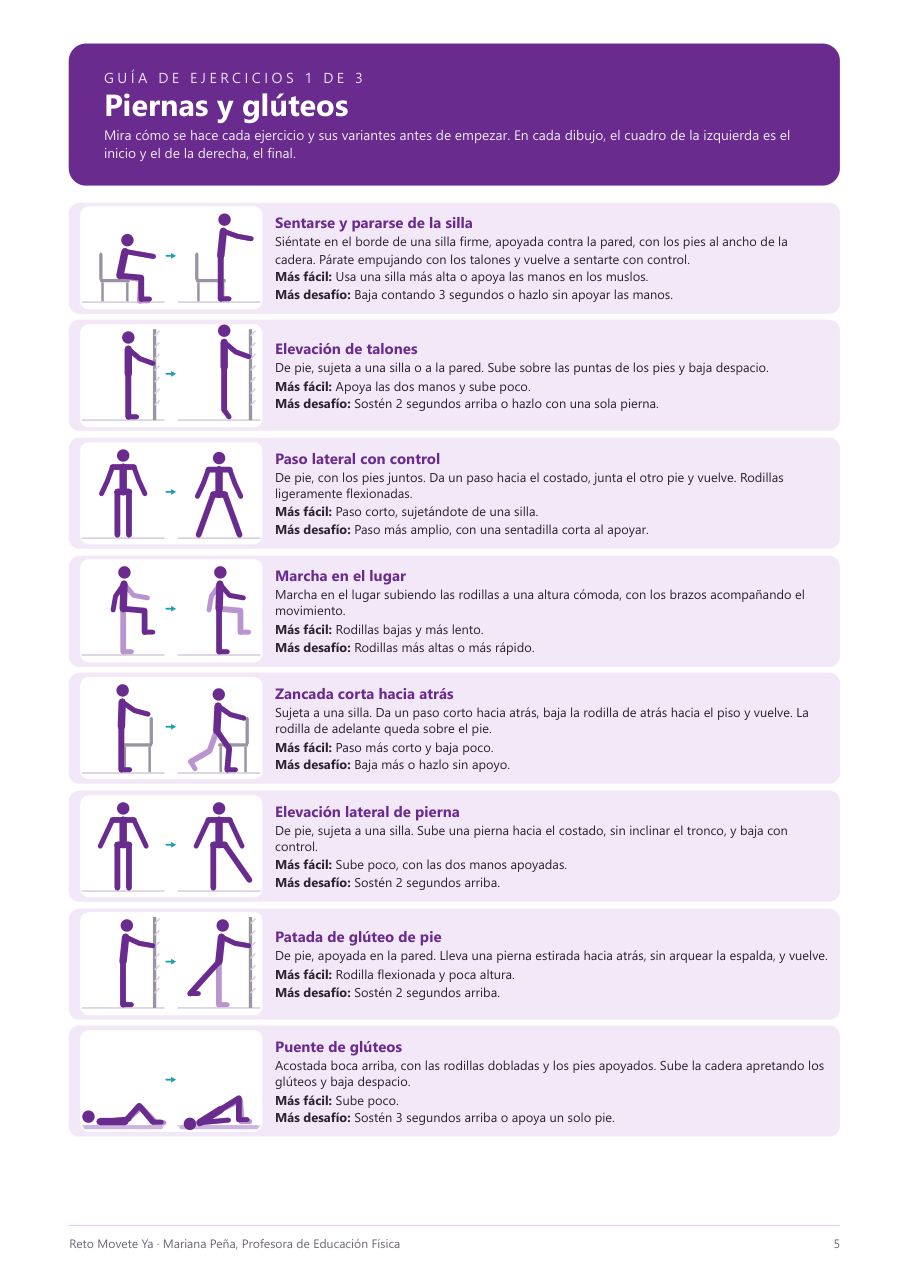 GUÍA DE EJERCICIOS 1 DE 3
Piernas y glúteos
Mira cómo se hace cada ejercicio y sus variantes antes de empezar. En cada dibujo, el cuadro de la izquierda es el
inicio y el de la derecha, el final.
Sentarse y pararse de la silla
Siéntate en el borde de una silla firme, apoyada contra la pared, con los pies al ancho de la
cadera. Párate empujando con los talones y vuelve a sentarte con control.
Más fácil: Usa una silla más alta o apoya las manos en los muslos.
Más desafío: Baja contando 3 segundos o hazlo sin apoyar las manos.
Elevación de talones
De pie, sujeta a una silla o a la pared. Sube sobre las puntas de los pies y baja despacio.
Más fácil: Apoya las dos manos y sube poco.
Más desafío: Sostén 2 segundos arriba o hazlo con una sola pierna.
Paso lateral con control
De pie, con los pies juntos. Da un paso hacia el costado, junta el otro pie y vuelve. Rodillas
ligeramente flexionadas.
Más fácil: Paso corto, sujetándote de una silla.
Más desafío: Paso más amplio, con una sentadilla corta al apoyar.
Marcha en el lugar
Marcha en el lugar subiendo las rodillas a una altura cómoda, con los brazos acompañando el
movimiento.
Más fácil: Rodillas bajas y más lento.
Más desafío: Rodillas más altas o más rápido.
Zancada corta hacia atrás
Sujeta a una silla. Da un paso corto hacia atrás, baja la rodilla de atrás hacia el piso y vuelve. La
rodilla de adelante queda sobre el pie.
Más fácil: Paso más corto y baja poco.
Más desafío: Baja más o hazlo sin apoyo.
Elevación lateral de pierna
De pie, sujeta a una silla. Sube una pierna hacia el costado, sin inclinar el tronco, y baja con
control.
Más fácil: Sube poco, con las dos manos apoyadas.
Más desafío: Sostén 2 segundos arriba.
Patada de glúteo de pie
De pie, apoyada en la pared. Lleva una pierna estirada hacia atrás, sin arquear la espalda, y vuelve.
Más fácil: Rodilla flexionada y poca altura.
Más desafío: Sostén 2 segundos arriba.
Puente de glúteos
Acostada boca arriba, con las rodillas dobladas y los pies apoyados. Sube la cadera apretando los
glúteos y baja despacio.
Más fácil: Sube poco.
Más desafío: Sostén 3 segundos arriba o apoya un solo pie.
Reto Movete Ya · Mariana Peña, Profesora de Educación Física
5